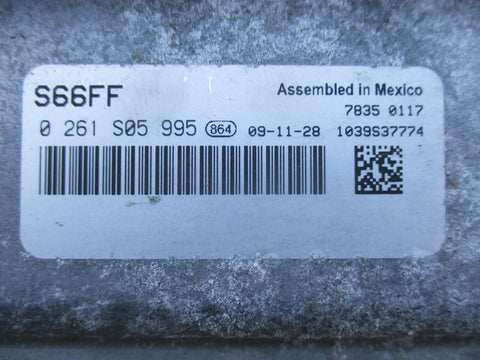 S66FF
Assembled in Mexico
7835 0117
0 261 S05 995 864 09-11-28 1039S37774